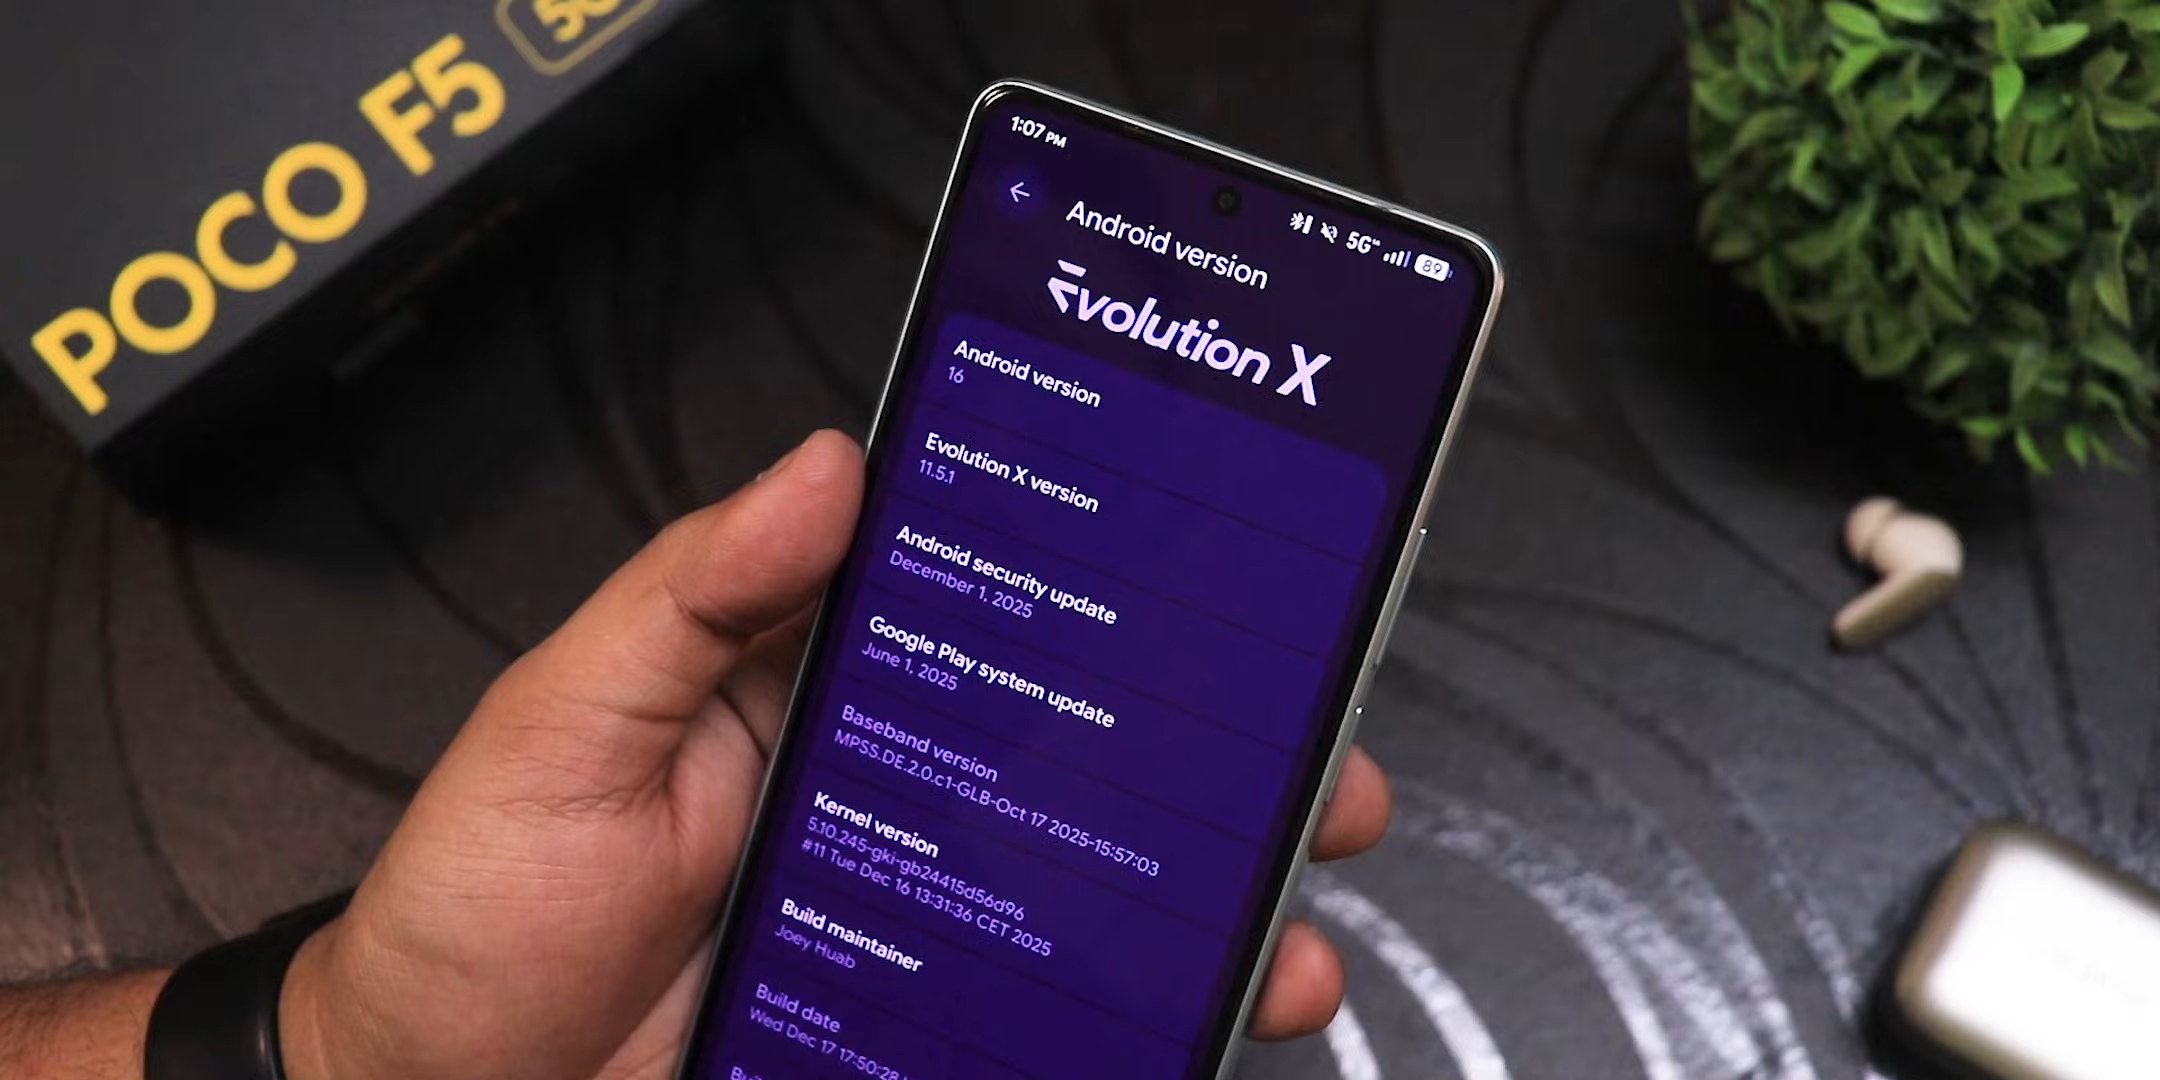 POCO F5 5G
1:07 PM
5G+ 89
Android version
Evolution X
Android version
16
Evolution X version
11.5.1
Android security update
December 1, 2025
Google Play system update
June 1, 2025
Baseband version
MPSS.DE.2.0.c1-GLB-Oct 17 2025-15:57:03
Kernel version
5.10.245-gki-gb24415d56d96
#11 Tue Dec 16 13:31:36 CET 2025
Build maintainer
Joey Huab
Build date
Wed Dec 17 17:50:28